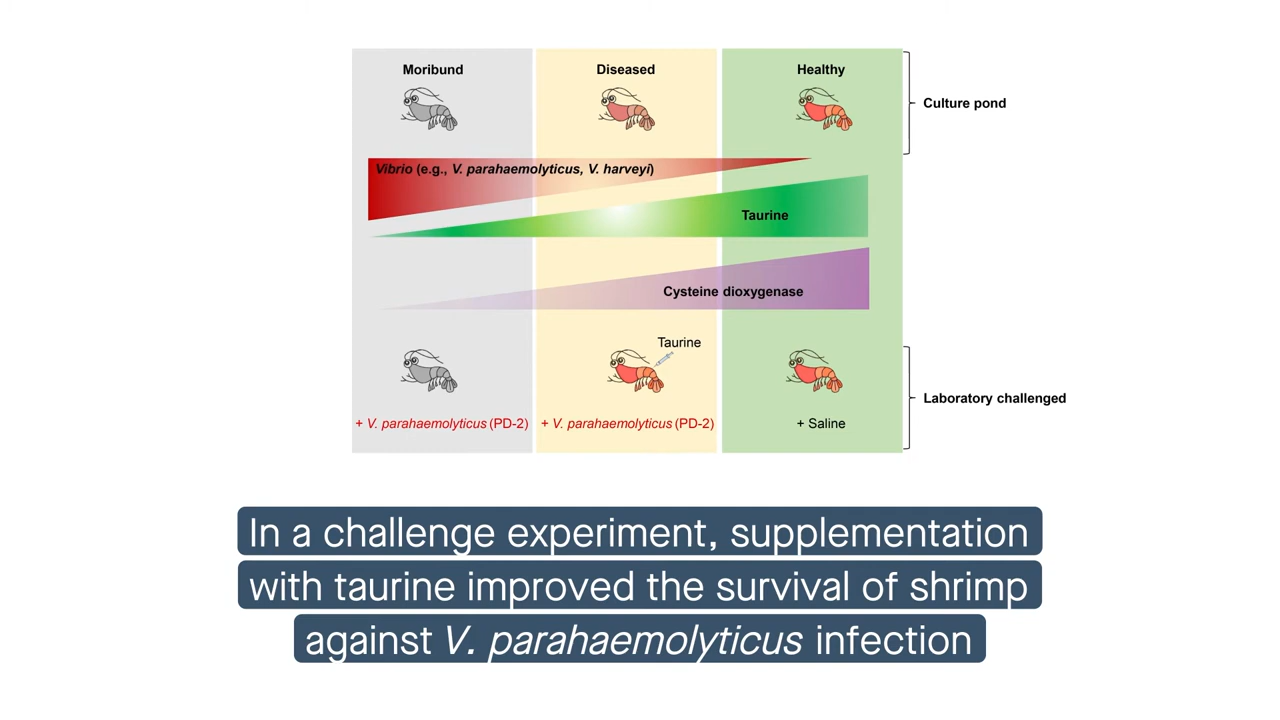 Moribund
Diseased
Healthy
Culture pond
Vibrio (e.g., V. parahaemolyticus, V. harveyi)
Taurine
Cysteine dioxygenase
Taurine
Laboratory challenged
+ V. parahaemolyticus (PD-2)
+ V. parahaemolyticus (PD-2)
+ Saline
In a challenge experiment, supplementation
with taurine improved the survival of shrimp
against V. parahaemolyticus infection